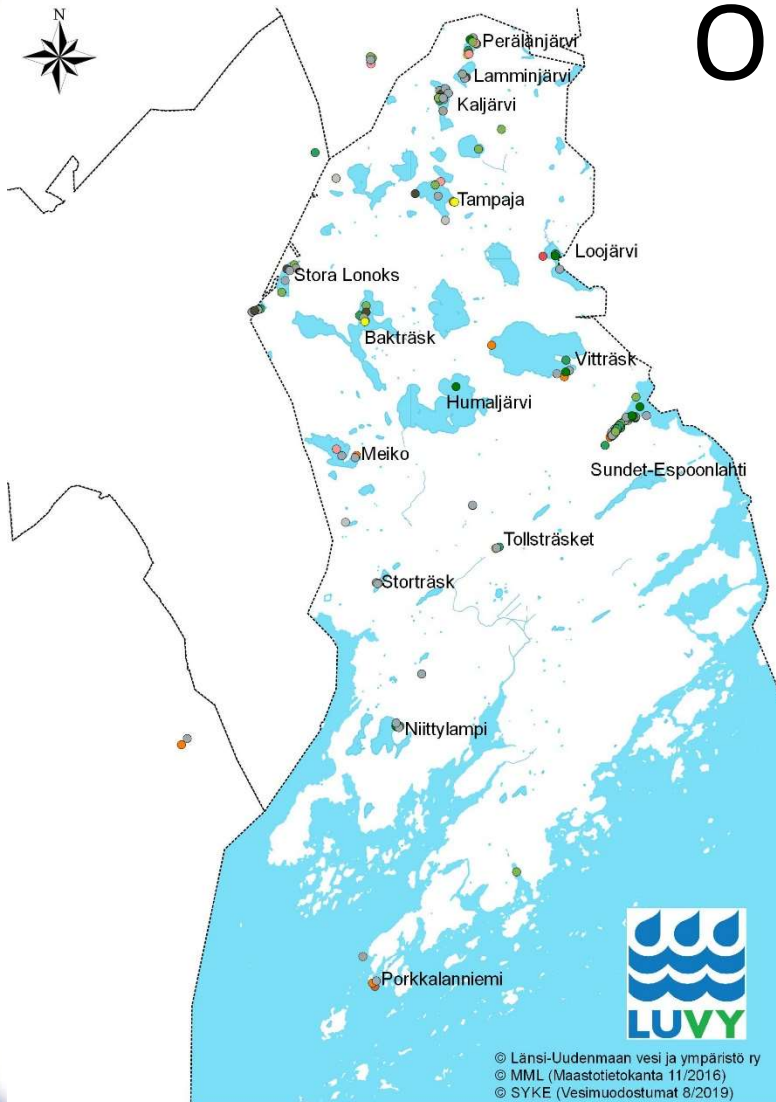 N
O
Perälänjärvi
Lamminjärvi
Kaljärvi
Tampaja
Loojärvi
Stora Lonoks
Bakträsk
Vitträsk
Humaljärvi
Meiko
Sundet-Espoonlahti
Tollsträsket
Storträsk
Niittylampi
Porkkalanniemi
LUVY
© Länsi-Uudenmaan vesi ja ympäristö ry
© MML (Maastotietokanta 11/2016)
© SYKE (Vesimuodostumat 8/2019)